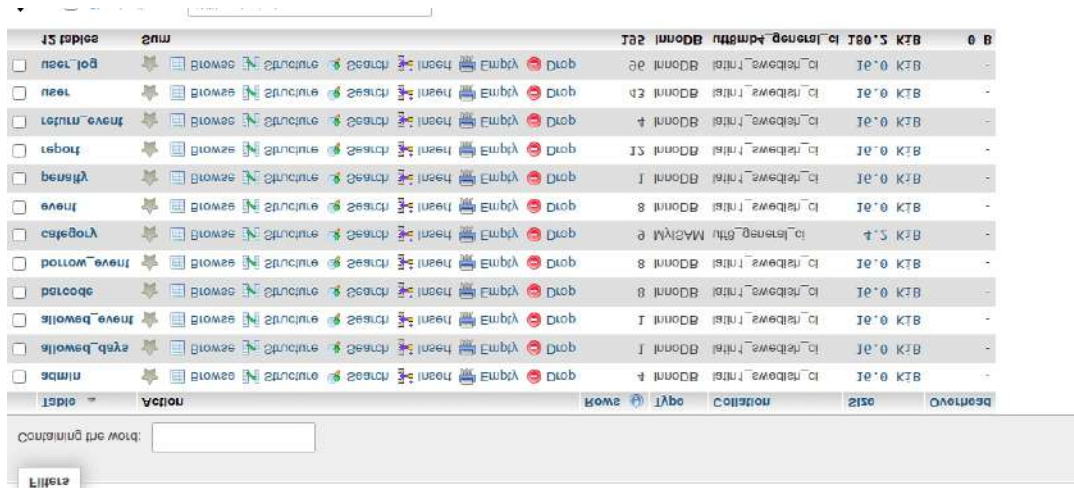 Filters
Containing the word:
Table Action Rows Type Collation Size Overhead
admin Browse Structure Search Insert Empty Drop 4 InnoDB latin1_swedish_ci 16.0 KiB -
allowed_days Browse Structure Search Insert Empty Drop 1 InnoDB latin1_swedish_ci 16.0 KiB -
allowed_event Browse Structure Search Insert Empty Drop 1 InnoDB latin1_swedish_ci 16.0 KiB -
barcode Browse Structure Search Insert Empty Drop 8 InnoDB latin1_swedish_ci 16.0 KiB -
borrow_event Browse Structure Search Insert Empty Drop 8 InnoDB latin1_swedish_ci 16.0 KiB -
category Browse Structure Search Insert Empty Drop 9 MyISAM utf8_general_ci 4.2 KiB -
event Browse Structure Search Insert Empty Drop 8 InnoDB latin1_swedish_ci 16.0 KiB -
penalty Browse Structure Search Insert Empty Drop 1 InnoDB latin1_swedish_ci 16.0 KiB -
report Browse Structure Search Insert Empty Drop 12 InnoDB latin1_swedish_ci 16.0 KiB -
return_event Browse Structure Search Insert Empty Drop 4 InnoDB latin1_swedish_ci 16.0 KiB -
user Browse Structure Search Insert Empty Drop 43 InnoDB latin1_swedish_ci 16.0 KiB -
user_log Browse Structure Search Insert Empty Drop 96 InnoDB latin1_swedish_ci 16.0 KiB -
12 tables Sum 195 InnoDB utf8mb4_general_ci 180.2 KiB 0 B